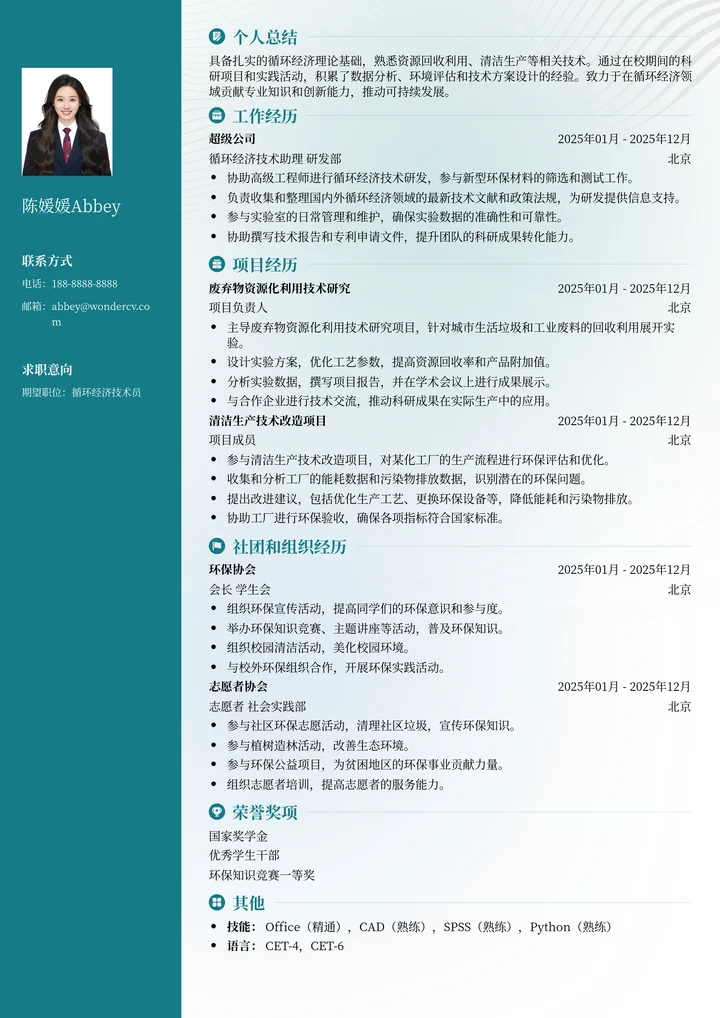 陈媛媛Abbey
联系方式
电话：188-8888-8888
邮箱：abbey@wondercv.co
m
求职意向
期望职位：循环经济技术员
个人总结
具备扎实的循环经济理论基础，熟悉资源回收利用、清洁生产等相关技术。通过在校期间的科
研项目和实践活动，积累了数据分析、环境评估和技术方案设计的经验。致力于在循环经济领
域贡献专业知识和创新能力，推动可持续发展。
工作经历
超级公司 2025年01月 - 2025年12月
循环经济技术助理 研发部 北京
• 协助高级工程师进行循环经济技术研发，参与新型环保材料的筛选和测试工作。
• 负责收集和整理国内外循环经济领域的最新技术文献和政策法规，为研发提供信息支持。
• 参与实验室的日常管理和维护，确保实验数据的准确性和可靠性。
• 协助撰写技术报告和专利申请文件，提升团队的科研成果转化能力。
项目经历
废弃物资源化利用技术研究 2025年01月 - 2025年12月
项目负责人 北京
• 主导废弃物资源化利用技术研究项目，针对城市生活垃圾和工业废料的回收利用展开实
验。
• 设计实验方案，优化工艺参数，提高资源回收率和产品附加值。
• 分析实验数据，撰写项目报告，并在学术会议上进行成果展示。
• 与合作企业进行技术交流，推动科研成果在实际生产中的应用。
清洁生产技术改造项目 2025年01月 - 2025年12月
项目成员 北京
• 参与清洁生产技术改造项目，对某化工厂的生产流程进行环保评估和优化。
• 收集和分析工厂的能耗数据和污染物排放数据，识别潜在的环保问题。
• 提出改进建议，包括优化生产工艺、更换环保设备等，降低能耗和污染物排放。
• 协助工厂进行环保验收，确保各项指标符合国家标准。
社团和组织经历
环保协会 2025年01月 - 2025年12月
会长 学生会 北京
• 组织环保宣传活动，提高同学们的环保意识和参与度。
• 举办环保知识竞赛、主题讲座等活动，普及环保知识。
• 组织校园清洁活动，美化校园环境。
• 与校外环保组织合作，开展环保实践活动。
志愿者协会 2025年01月 - 2025年12月
志愿者 社会实践部 北京
• 参与社区环保志愿活动，清理社区垃圾，宣传环保知识。
• 参与植树造林活动，改善生态环境。
• 参与环保公益项目，为贫困地区的环保事业贡献力量。
• 组织志愿者培训，提高志愿者的服务能力。
荣誉奖项
国家奖学金
优秀学生干部
环保知识竞赛一等奖
其他
• 技能： Office（精通）, CAD（熟练）, SPSS（熟练）, Python（熟练）
• 语言： CET-4，CET-6